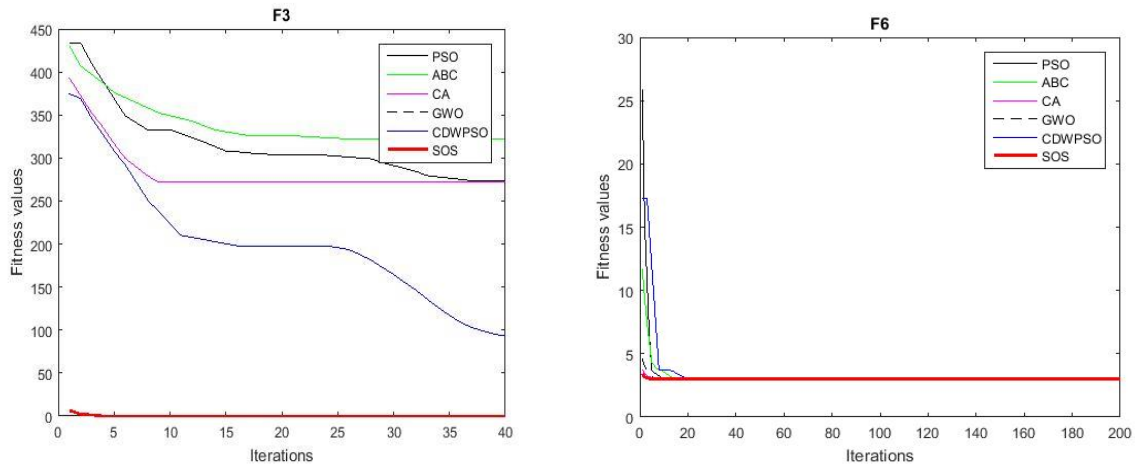 F3
450
400
350
300
250
200
150
100
50
0
Fitness values
0 5 10 15 20 25 30 35 40
Iterations
PSO
ABC
CA
GWO
CDWPSO
SOS
F6
30
25
20
15
10
5
0
Fitness values
0 20 40 60 80 100 120 140 160 180 200
Iterations
PSO
ABC
CA
GWO
CDWPSO
SOS